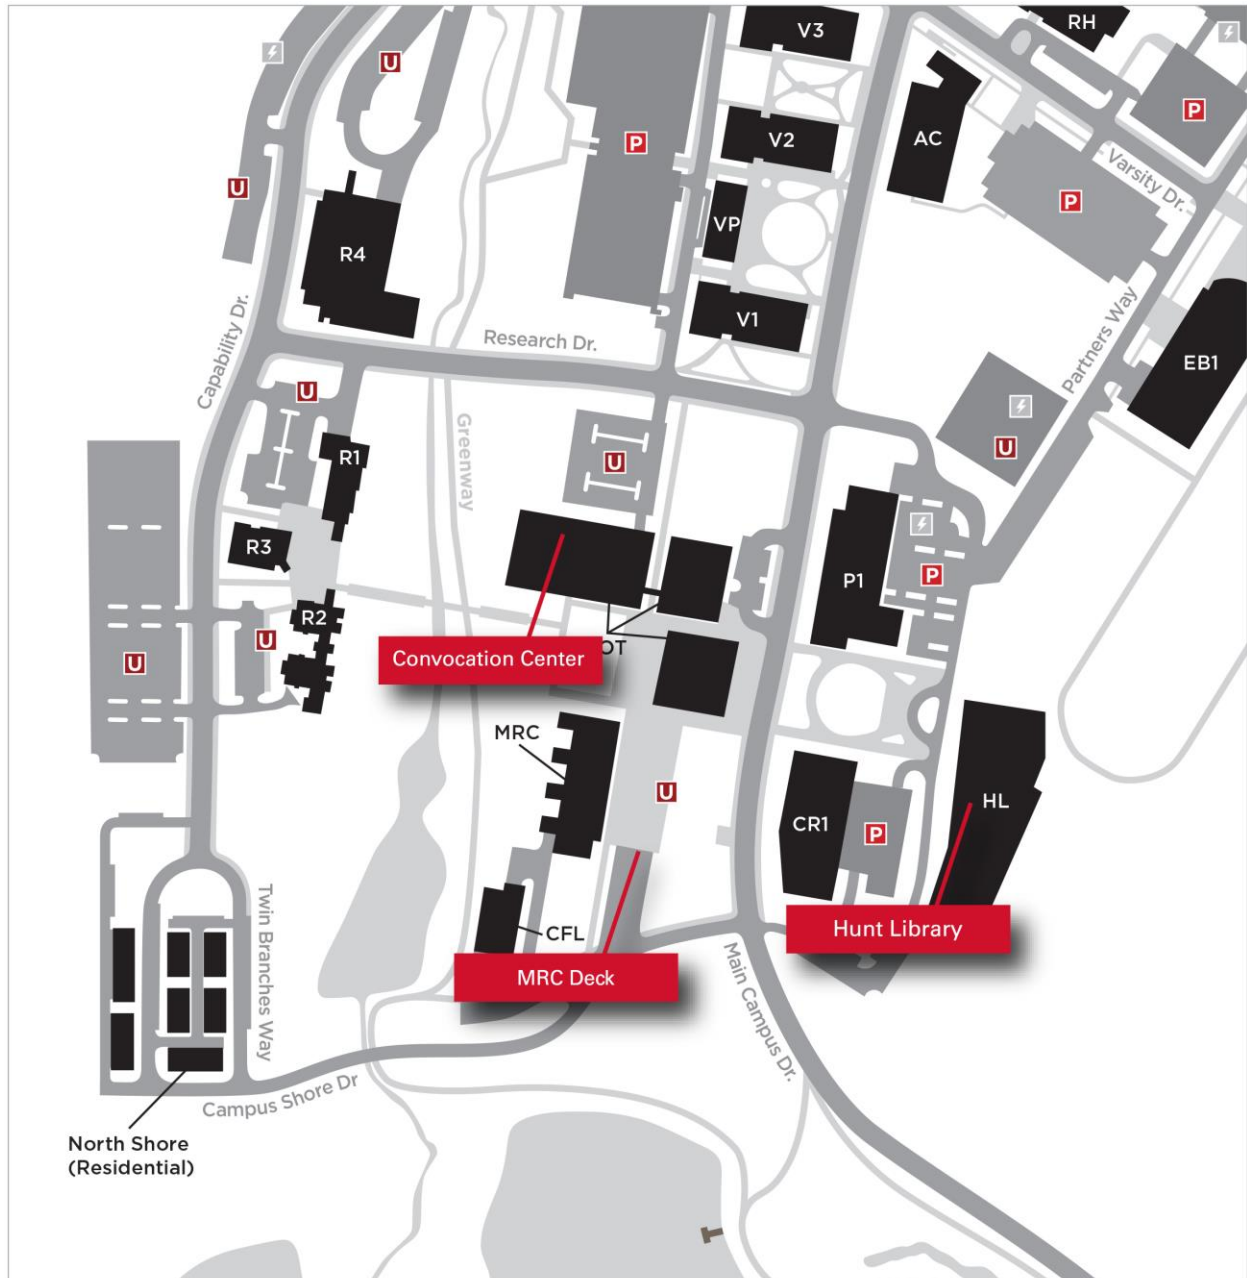 V3
RH
U
V2
AC
P
P
U
Varsity Dr.
P
VP
R4
V1
Capability Dr.
Research Dr.
Partners Way
EB1
U
Greenway
U
U
R1
R3
P1
P
R2
U
U
Convocation Center
OT
MRC
U
HL
CR1
P
Twin Branches Way
CFL
Hunt Library
MRC Deck
Main Campus Dr.
Campus Shore Dr
North Shore
(Residential)